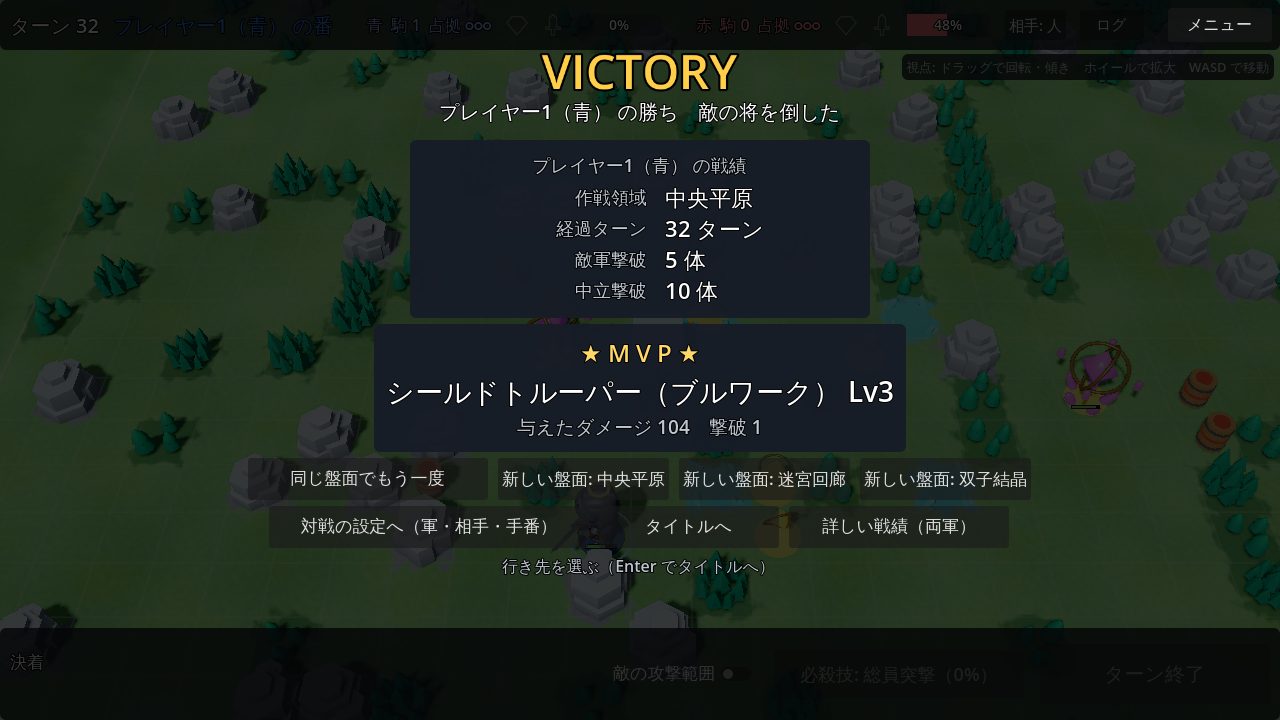 ターン 32 プレイヤー1（青） の番 青 駒 1 占拠 0% 赤 駒 0 占拠 48% 相手: 人 ログ メニュー
VICTORY
視点: ドラッグで回転・傾き ホイールで拡大 WASD で移動
プレイヤー1（青） の勝ち 敵の将を倒した
プレイヤー1（青） の戦績
作戦領域 中央平原
経過ターン 32 ターン
敵軍撃破 5 体
中立撃破 10 体
★ M V P ★
シールドトルーパー（ブルワーク） Lv3
与えたダメージ 104 撃破 1
同じ盤面でもう一度 新しい盤面: 中央平原 新しい盤面: 迷宮回廊 新しい盤面: 双子結晶
対戦の設定へ（軍・相手・手番） タイトルへ 詳しい戦績（両軍）
行き先を選ぶ（Enter でタイトルへ）
決着 敵の攻撃範囲 必殺技: 総員突撃（0%） ターン終了